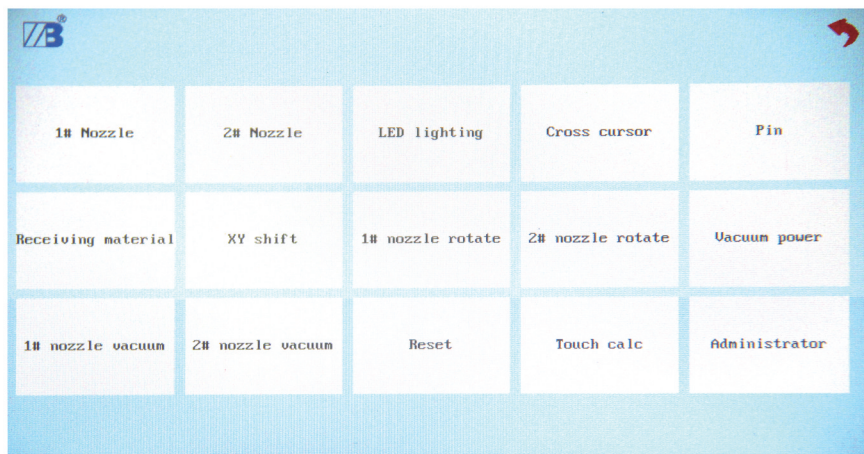 ZB®
1# Nozzle
2# Nozzle
LED lighting
Cross cursor
Pin
Receiving material
XY shift
1# nozzle rotate
2# nozzle rotate
Vacuum power
1# nozzle vacuum
2# nozzle vacuum
Reset
Touch calc
Administrator